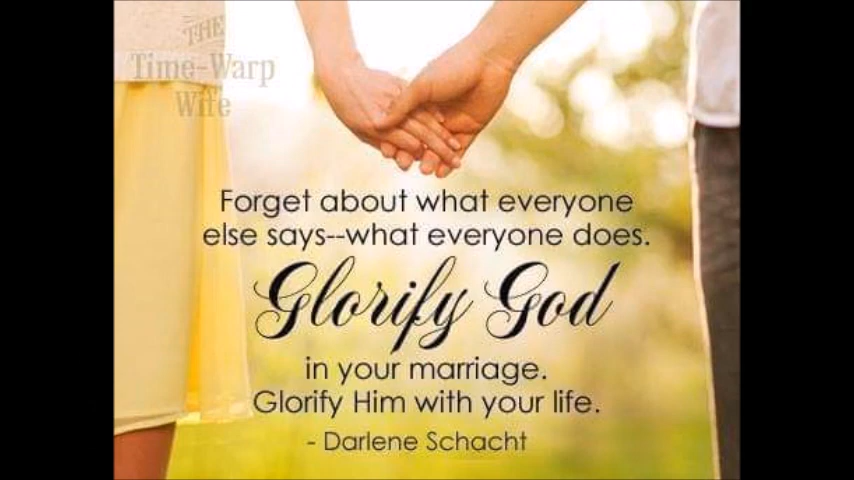 THE
Time-Warp
Wife
Forget about what everyone
else says--what everyone does.
Glorify God
in your marriage.
Glorify Him with your life.
- Darlene Schacht